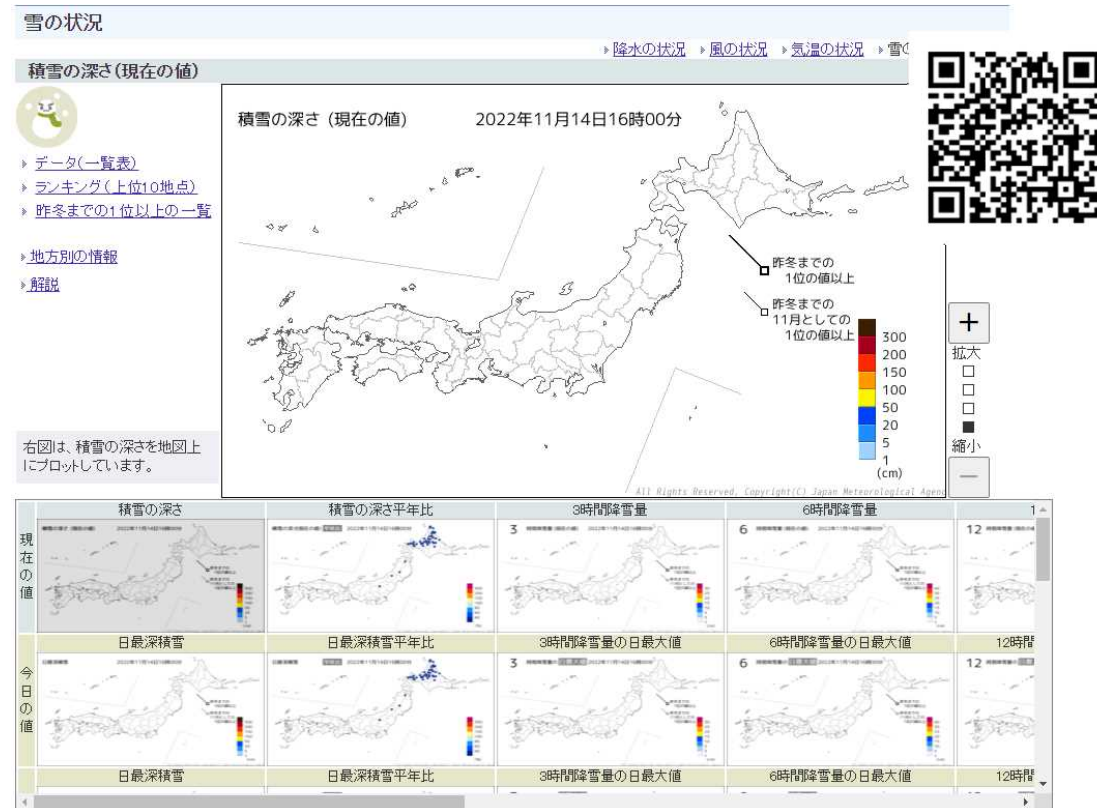 雪の状況
降水の状況 風の状況 気温の状況 雪の
積雪の深さ(現在の値)
データ(一覧表)
ランキング(上位10地点)
昨冬までの1位以上の一覧
地方別の情報
解説
右図は、積雪の深さを地図上
にプロットしています。
積雪の深さ (現在の値) 2022年11月14日16時00分
昨冬までの
1位の値以上
昨冬までの
11月としての
1位の値以上
300
200
150
100
50
20
5
1
(cm)
All Rights Reserved, Copyright(C) Japan Meteorological Agenc
+
拡大
縮小
−
積雪の深さ 積雪の深さ平年比 3時間降雪量 6時間降雪量 1
現在の値
3 6 12
日最深積雪 日最深積雪平年比 3時間降雪量の日最大値 6時間降雪量の日最大値 12時間
今日の値
3 6 12
日最深積雪 日最深積雪平年比 3時間降雪量の日最大値 6時間降雪量の日最大値 12時間